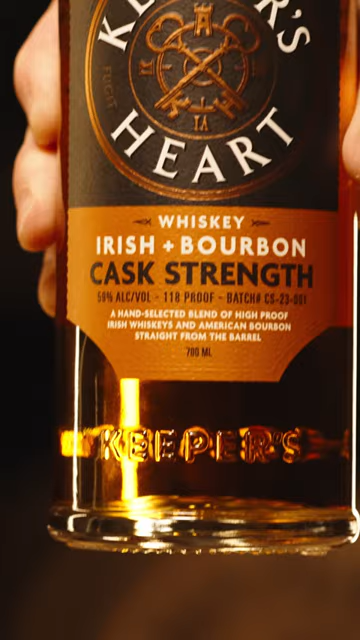 KEEPER'S
HEART
FUGIT
WHISKEY
IRISH + BOURBON
CASK STRENGTH
59% ALC/VOL - 118 PROOF - BATCH# CS-23-001
A HAND-SELECTED BLEND OF HIGH PROOF
IRISH WHISKEYS AND AMERICAN BOURBON
STRAIGHT FROM THE BARREL
700 ML
KEEPER'S